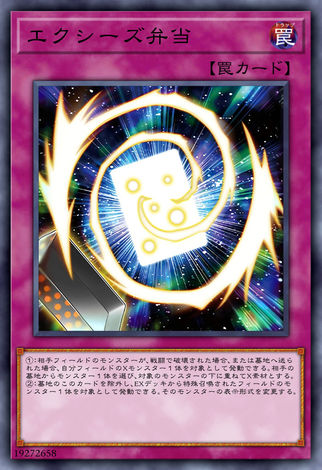 エクシーズ弁当
トラップ
罠
【罠カード】
①:相手フィールドのモンスターが、戦闘で破壊された場合、または墓地へ送ら
れた場合、自分フィールドのXモンスター1体を対象として発動できる。相手の
墓地からモンスター1体を選び、対象のモンスターの下に重ねてX素材とする。
②:墓地のこのカードを除外し、EXデッキから特殊召喚されたフィールドのモ
ンスター1体を対象として発動できる。そのモンスターの表示形式を変更する。
19272658